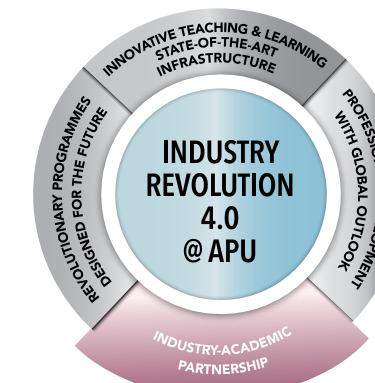 INNOVATIVE TEACHING & LEARNING
STATE-OF-THE-ART
INFRASTRUCTURE
REVOLUTIONARY PROGRAMMES
DESIGNED FOR THE FUTURE
INDUSTRY
REVOLUTION
4.0
@ APU
WITH GLOBAL OUTLOOK
INDUSTRY-ACADEMIC
PARTNERSHIP